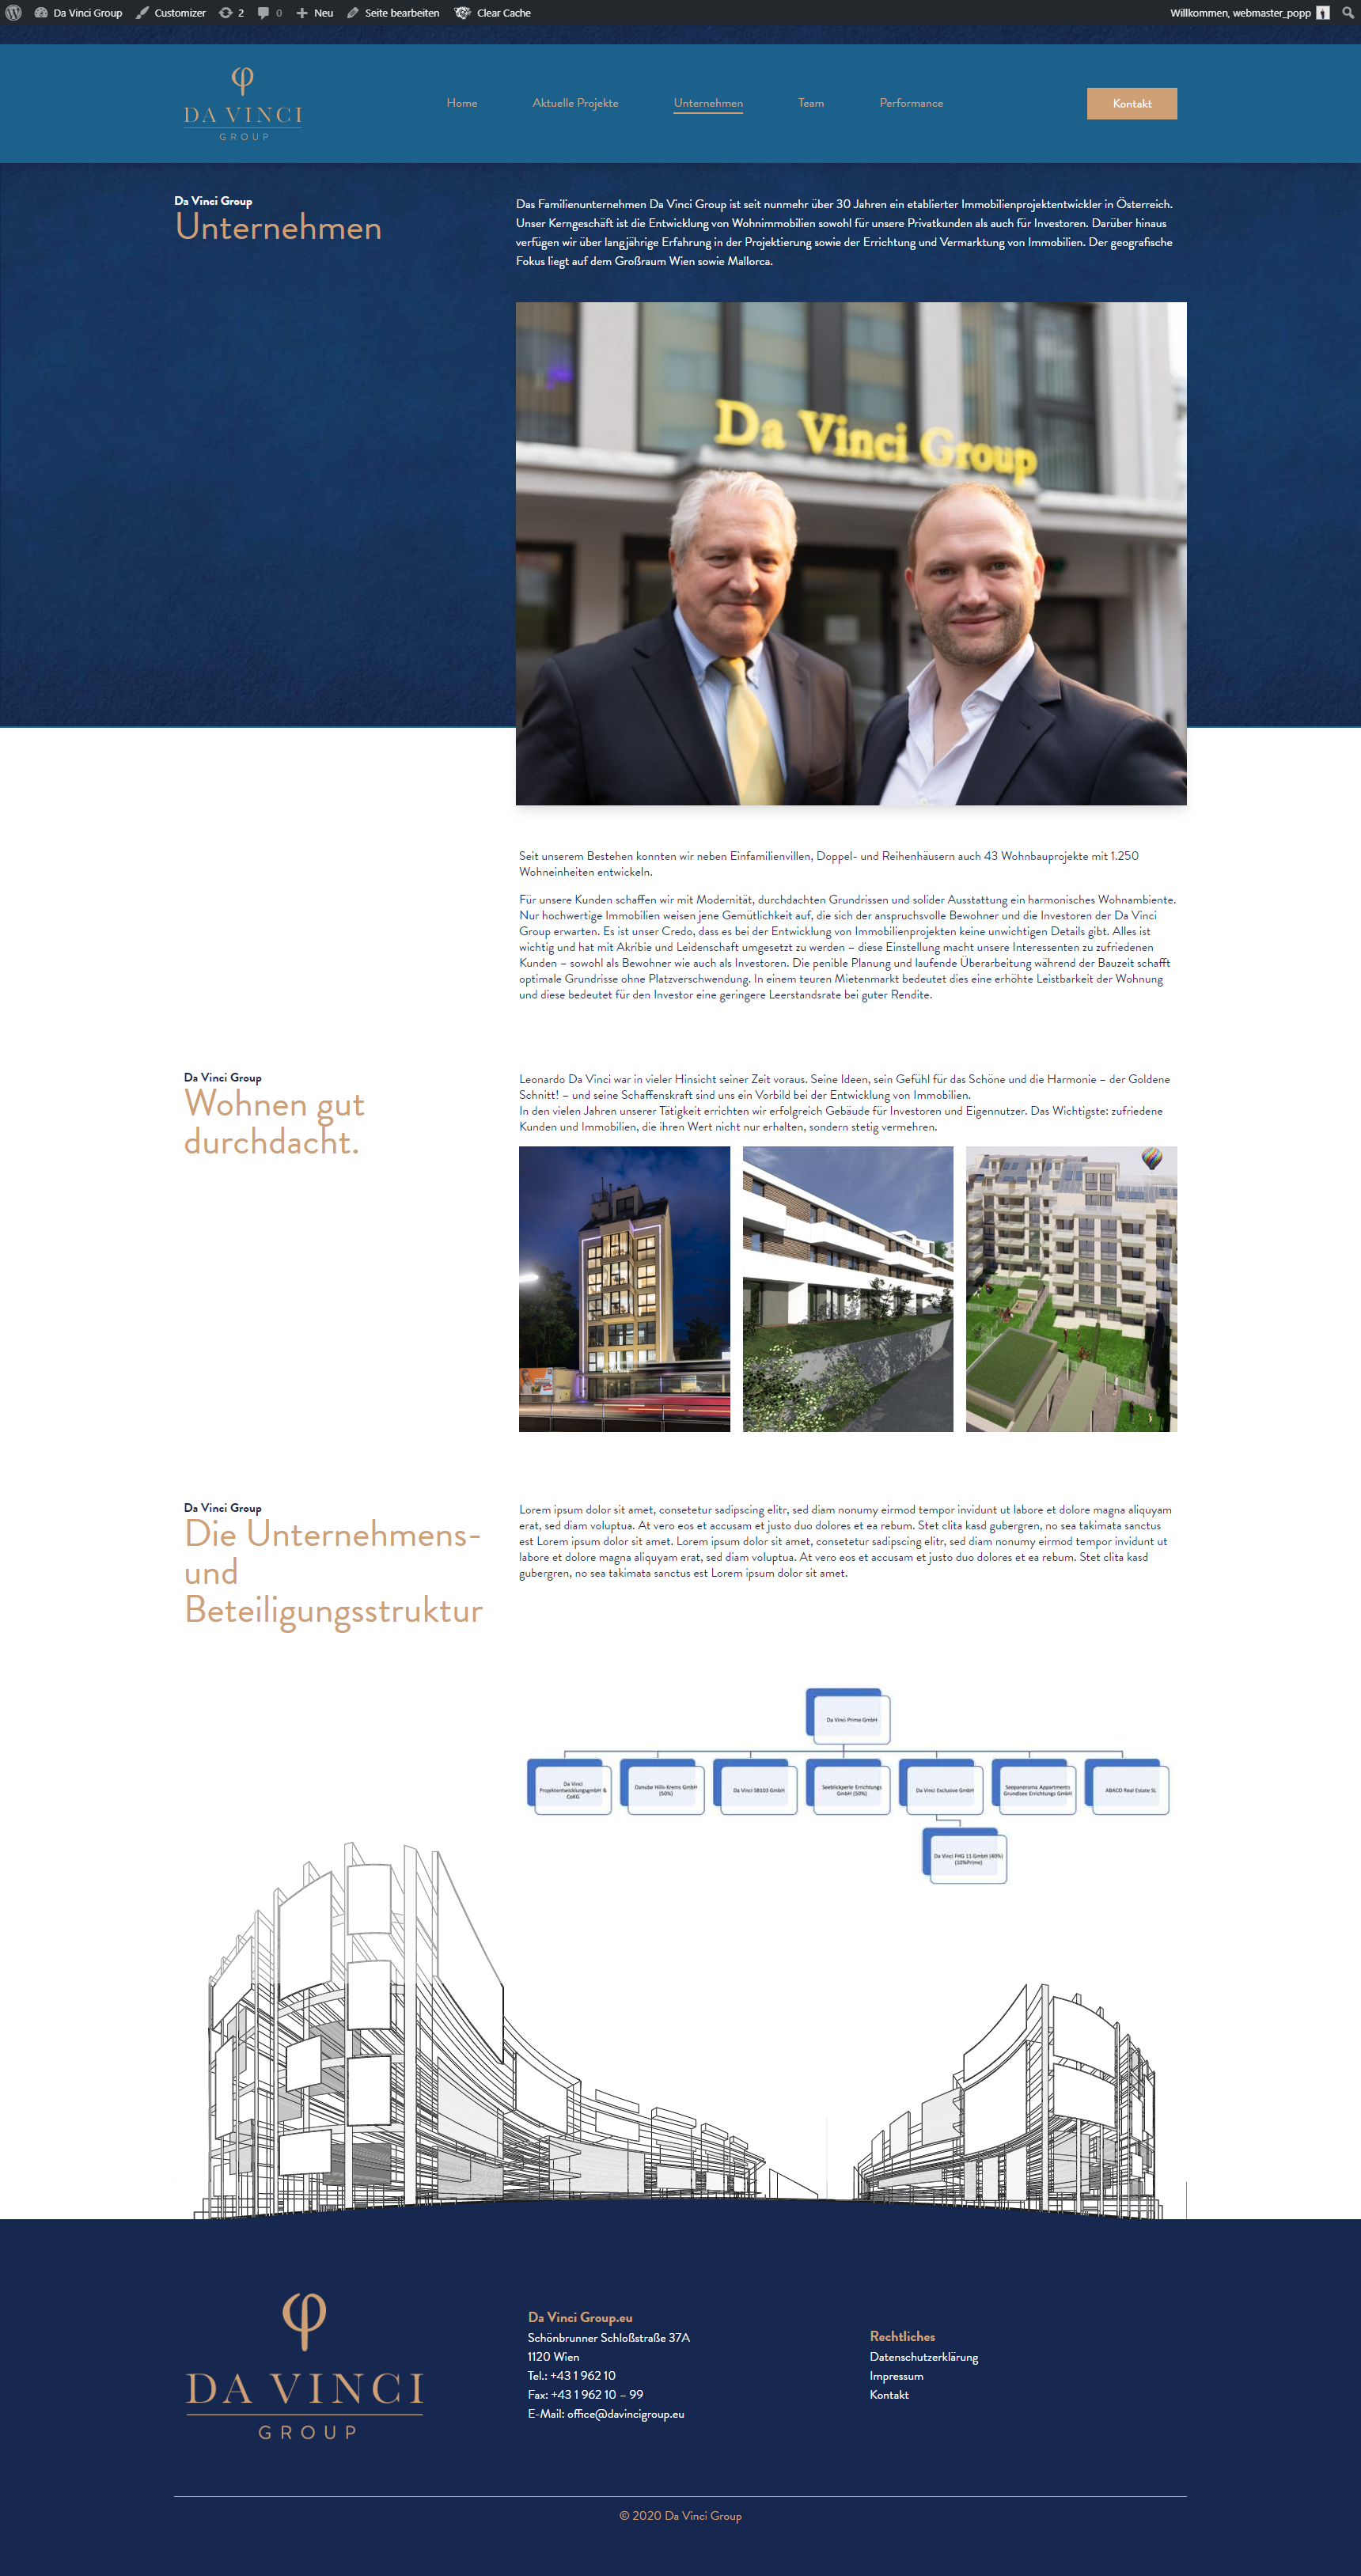 Da Vinci Group
Customizer
2
0
Neu
Seite bearbeiten
Clear Cache
Willkommen, webmaster_popp
φ
DA VINCI
GROUP
Home
Aktuelle Projekte
Unternehmen
Team
Performance
Kontakt
Da Vinci Group
Unternehmen
Das Familienunternehmen Da Vinci Group ist seit nunmehr über 30 Jahren ein etablierter Immobilienprojektentwickler in Österreich.
Unser Kerngeschäft ist die Entwicklung von Wohnimmobilien sowohl für unsere Privatkunden als auch für Investoren. Darüber hinaus
verfügen wir über langjährige Erfahrung in der Projektierung sowie der Errichtung und Vermarktung von Immobilien. Der geografische
Fokus liegt auf dem Großraum Wien sowie Mallorca.
Da Vinci Group
Seit unserem Bestehen konnten wir neben Einfamilienvillen, Doppel- und Reihenhäusern auch 43 Wohnbauprojekte mit 1.250
Wohneinheiten entwickeln.
Für unsere Kunden schaffen wir mit Modernität, durchdachten Grundrissen und solider Ausstattung ein harmonisches Wohnambiente.
Nur hochwertige Immobilien weisen jene Gemütlichkeit auf, die sich der anspruchsvolle Bewohner und die Investoren der Da Vinci
Group erwarten. Es ist unser Credo, dass es bei der Entwicklung von Immobilienprojekten keine unwichtigen Details gibt. Alles ist
wichtig und hat mit Akribie und Leidenschaft umgesetzt zu werden – diese Einstellung macht unsere Interessenten zu zufriedenen
Kunden – sowohl als Bewohner wie auch als Investoren. Die penible Planung und laufende Überarbeitung während der Bauzeit schafft
optimale Grundrisse ohne Platzverschwendung. In einem teuren Mietenmarkt bedeutet dies eine erhöhte Leistbarkeit der Wohnung
und diese bedeutet für den Investor eine geringere Leerstandsrate bei guter Rendite.
Da Vinci Group
Wohnen gut
durchdacht.
Leonardo Da Vinci war in vieler Hinsicht seiner Zeit voraus. Seine Ideen, sein Gefühl für das Schöne und die Harmonie – der Goldene
Schnitt! – und seine Schaffenskraft sind uns ein Vorbild bei der Entwicklung von Immobilien.
In den vielen Jahren unserer Tätigkeit errichten wir erfolgreich Gebäude für Investoren und Eigennutzer. Das Wichtigste: zufriedene
Kunden und Immobilien, die ihren Wert nicht nur erhalten, sondern stetig vermehren.
Da Vinci Group
Die Unternehmens-
und
Beteiligungsstruktur
Lorem ipsum dolor sit amet, consetetur sadipscing elitr, sed diam nonumy eirmod tempor invidunt ut labore et dolore magna aliquyam
erat, sed diam voluptua. At vero eos et accusam et justo duo dolores et ea rebum. Stet clita kasd gubergren, no sea takimata sanctus
est Lorem ipsum dolor sit amet. Lorem ipsum dolor sit amet, consetetur sadipscing elitr, sed diam nonumy eirmod tempor invidunt ut
labore et dolore magna aliquyam erat, sed diam voluptua. At vero eos et accusam et justo duo dolores et ea rebum. Stet clita kasd
gubergren, no sea takimata sanctus est Lorem ipsum dolor sit amet.
Da Vinci Prime GmbH
Da Vinci
ProjektentwicklungsgmbH &
CoKG
Danube Hills-Krems GmbH
(50%)
Da Vinci SB103 GmbH
Seeblickperle Errichtungs
GmbH (50%)
Da Vinci Exclusive GmbH
Seepanorama Appartments
Grundlsee Errichtungs GmbH
ABACO Real Estate SL
Da Vinci FHG 11 GmbH (40%)
(10%Prime)
φ
DA VINCI
GROUP
Da Vinci Group.eu
Schönbrunner Schloßstraße 37A
1120 Wien
Tel.: +43 1 962 10
Fax: +43 1 962 10 – 99
E-Mail: office@davincigroup.eu
Rechtliches
Datenschutzerklärung
Impressum
Kontakt
© 2020 Da Vinci Group